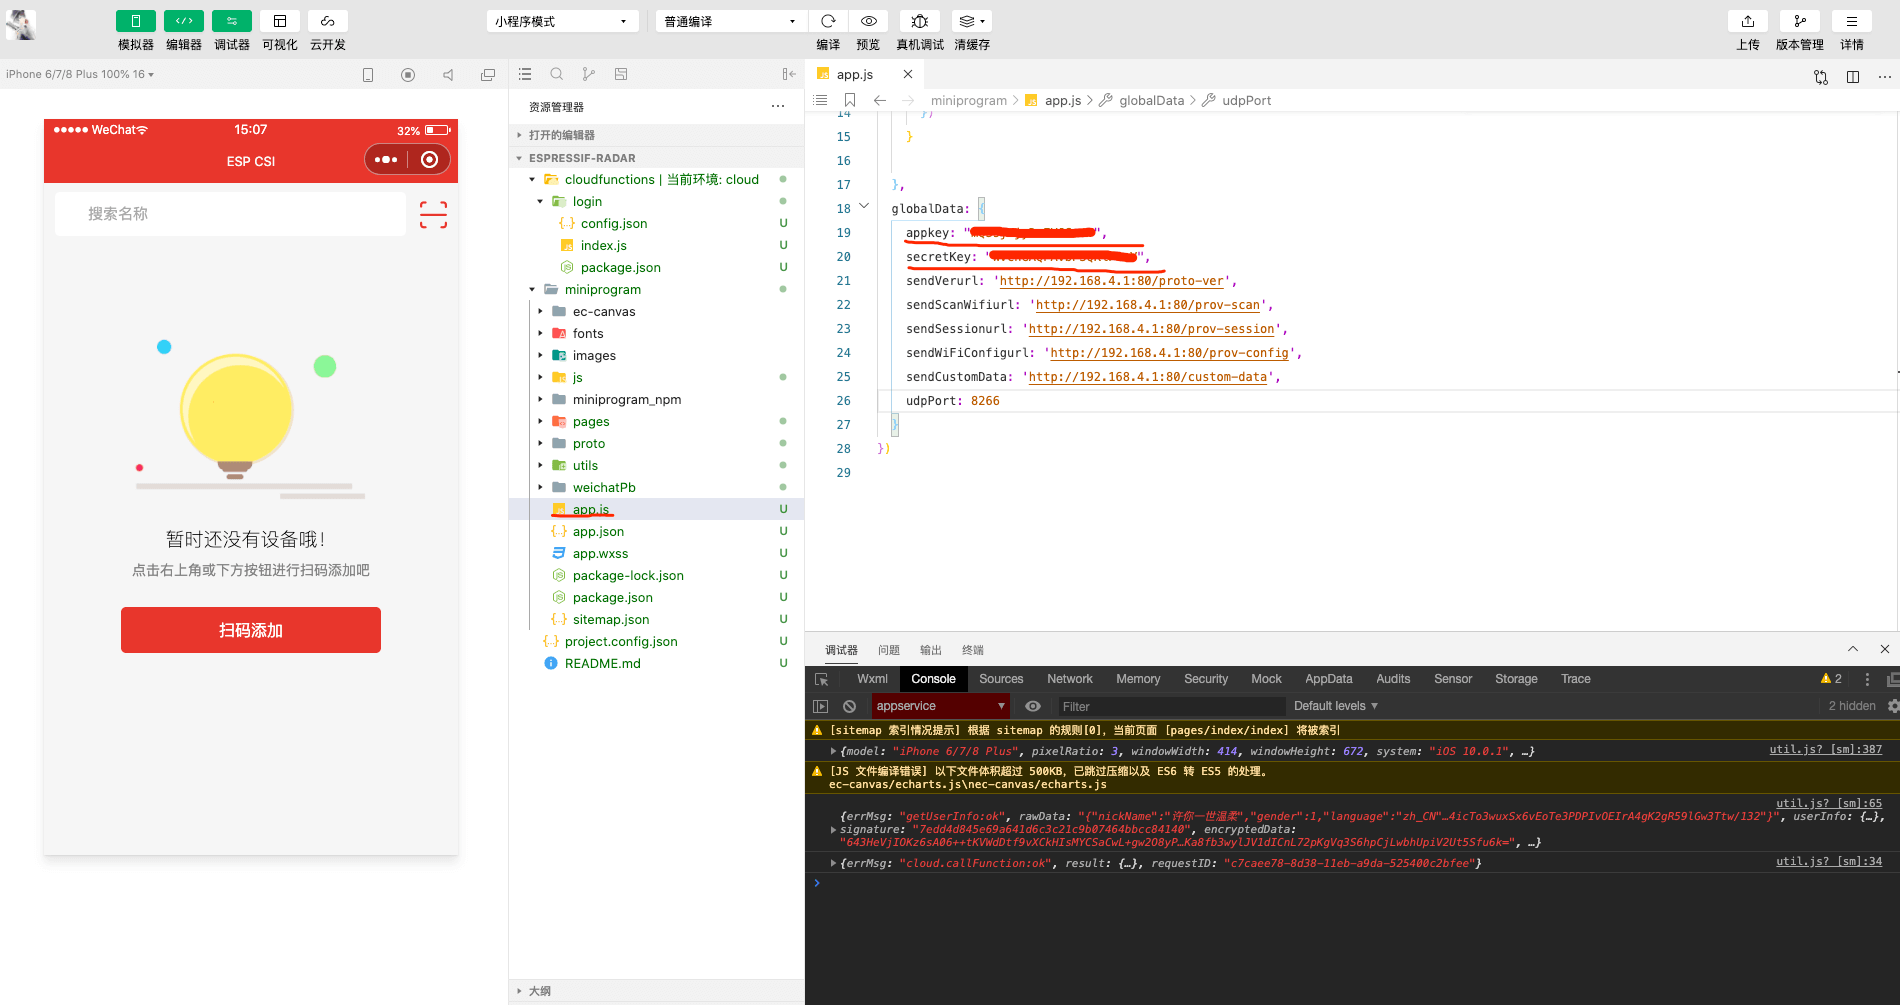 模拟器 编辑器 调试器 可视化 云开发
小程序模式
普通编译
编译 预览 真机调试 清缓存
上传 版本管理 详情
iPhone 6/7/8 Plus 100% 16
WeChat 15:07 32%
ESP CSI
搜索名称
暂时还没有设备哦!
点击右上角或下方按钮进行扫码添加吧
扫码添加
资源管理器
打开的编辑器
ESPRESSIF-RADAR
cloudfunctions | 当前环境: cloud
login
config.json U
index.js U
package.json U
miniprogram
ec-canvas
fonts
images
js
miniprogram_npm
pages
proto
utils
weichatPb
app.js U
app.json U
app.wxss U
package-lock.json U
package.json U
sitemap.json U
project.config.json U
README.md U
大纲
app.js
miniprogram > app.js > globalData > udpPort
14 })
15 }
16
17 },
18 globalData: {
19 appkey: "
20 secretKey: "
21 sendVerurl: 'http://192.168.4.1:80/proto-ver',
22 sendScanWifiurl: 'http://192.168.4.1:80/prov-scan',
23 sendSessionurl: 'http://192.168.4.1:80/prov-session',
24 sendWiFiConfigurl: 'http://192.168.4.1:80/prov-config',
25 sendCustomData: 'http://192.168.4.1:80/custom-data',
26 udpPort: 8266
27 }
28 })
29
调试器 问题 输出 终端
Wxml Console Sources Network Memory Security Mock AppData Audits Sensor Storage Trace 2
appservice Filter Default levels 2 hidden
[sitemap 索引情况提示] 根据 sitemap 的规则[0]，当前页面 [pages/index/index] 将被索引
{model: "iPhone 6/7/8 Plus", pixelRatio: 3, windowWidth: 414, windowHeight: 672, system: "iOS 10.0.1", …} util.js? [sm]:387
[JS 文件编译错误] 以下文件体积超过 500KB，已跳过压缩以及 ES6 转 ES5 的处理。
ec-canvas/echarts.js\nec-canvas/echarts.js
util.js? [sm]:65
{errMsg: "getUserInfo:ok", rawData: "{"nickName":"许你一世温柔","gender":1,"language":"zh_CN"…4icTo3wuxSx6vEoTe3PDPIvOEIrA4gK2gR59lGw3Ttw/132"}", userInfo: {…},
signature: "7edd4d845e69a641d6c3c21c9b07464bbcc84140", encryptedData:
"643HeVjIOKz6sA06++tKVWdDtf9vXCkHIsMYCSaCwL+gw2O8yP…Ka8fb3wylJV1dICnL72pKgVq3S6hpCjLwbhUpiV2Ut5Sfu6k=", …}
{errMsg: "cloud.callFunction:ok", result: {…}, requestID: "c7caee78-8d38-11eb-a9da-525400c2bfee"} util.js? [sm]:34